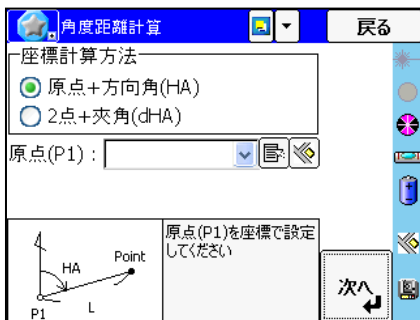 角度距離計算
戻る
座標計算方法
原点+方向角(HA)
2点+夾角(dHA)
原点(P1) :
原点(P1)を座標で設定
してください
HA
Point
P1
L
次へ